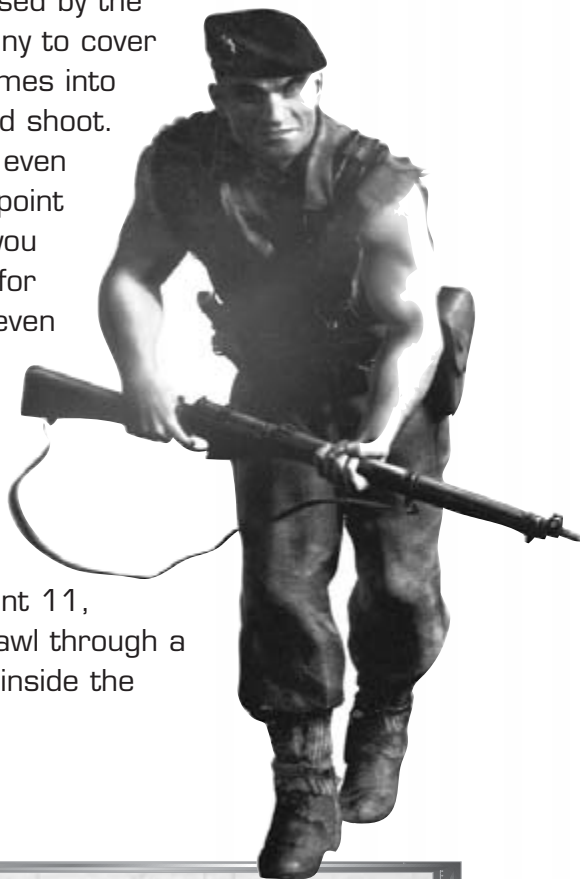 sed by the
ny to cover
mes into
d shoot.
even
point
you
for
even
nt 11,
awl through a
inside the
E